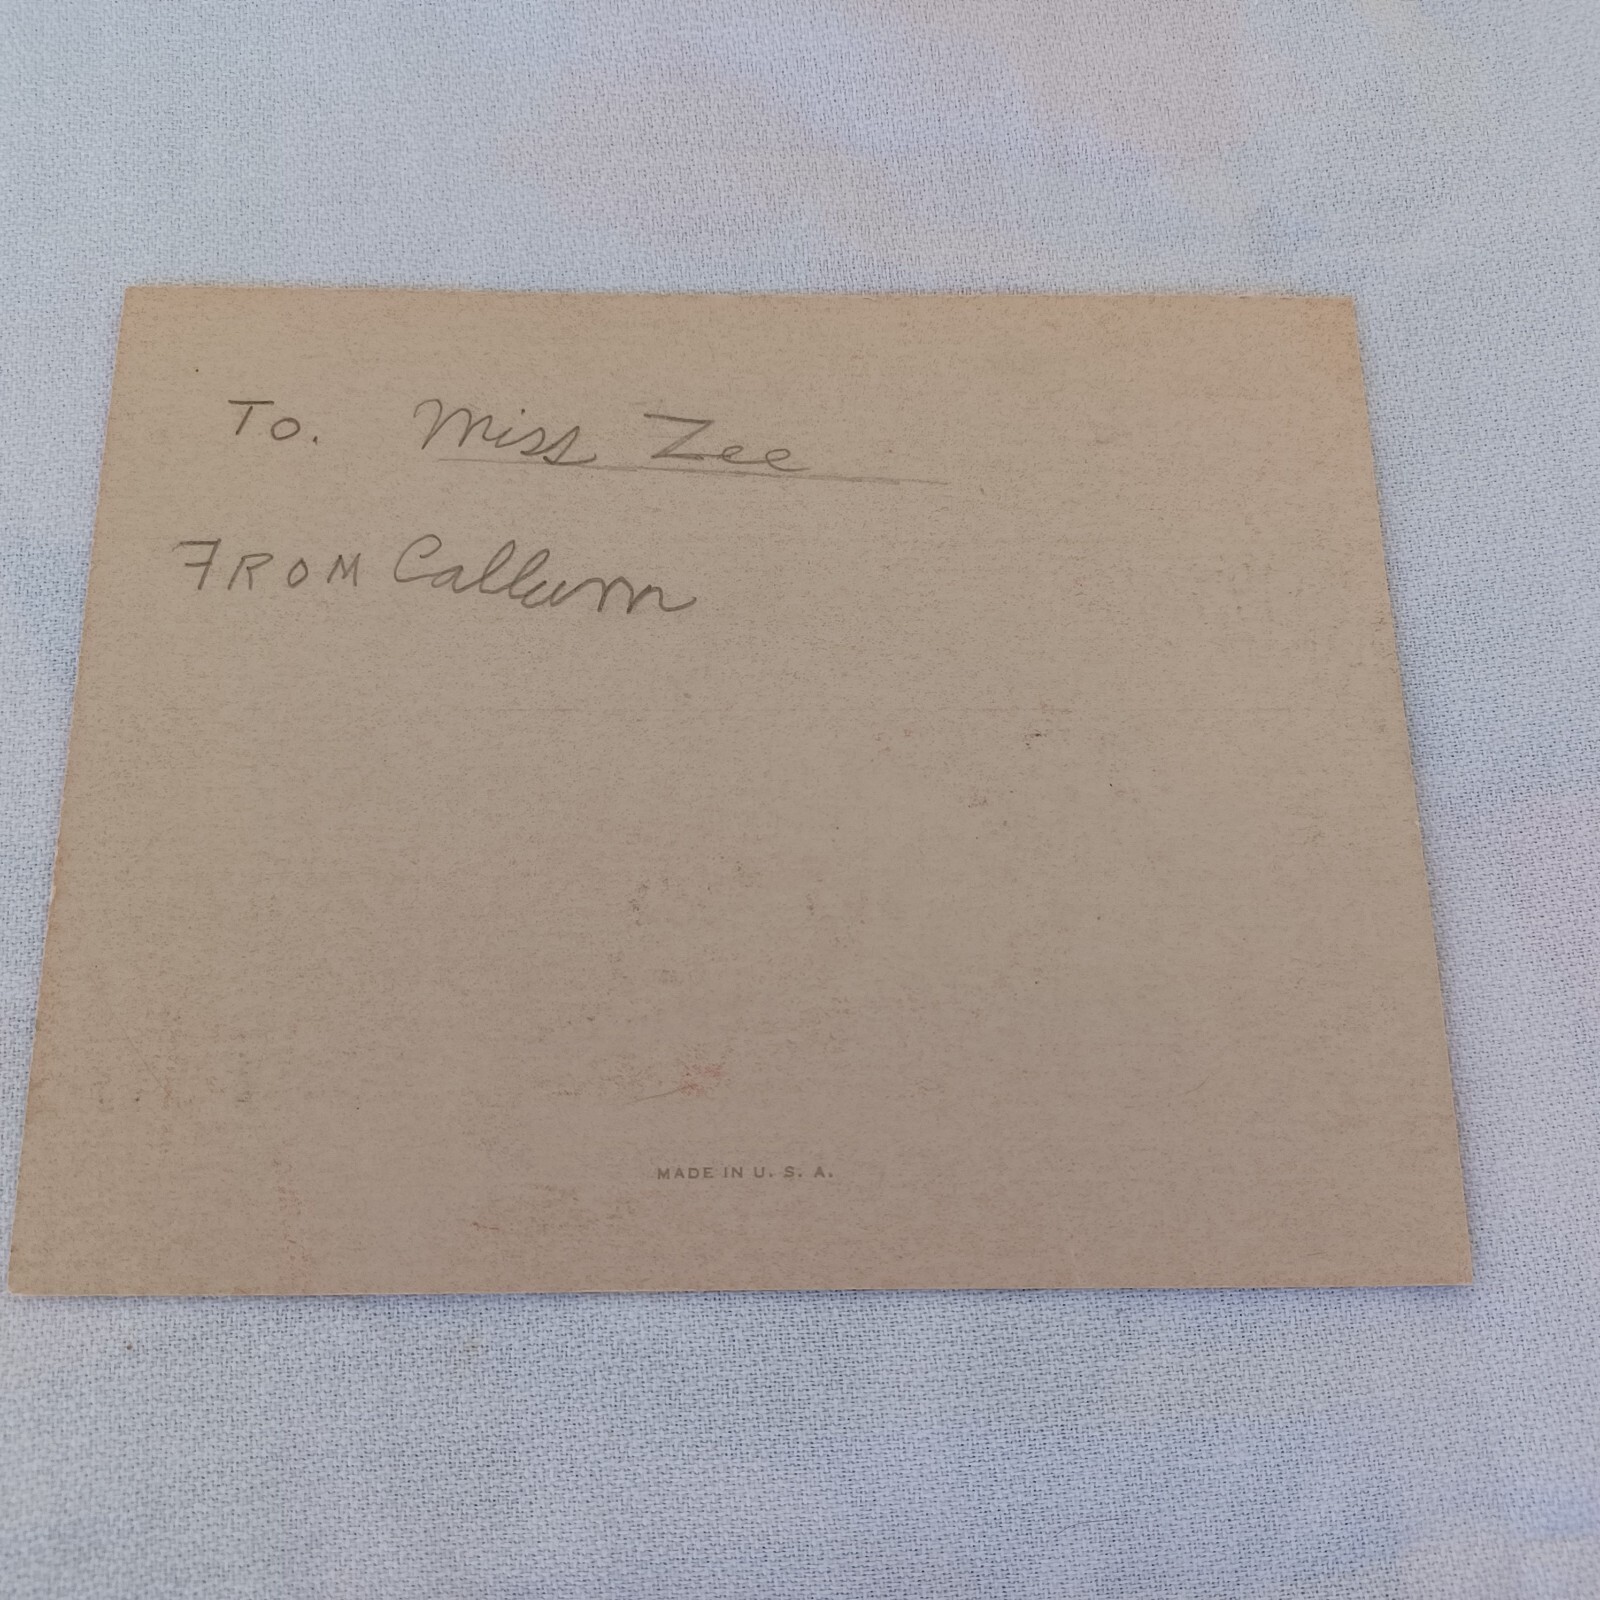 To. Miss Zee
FROM Callum
MADE IN U. S. A.